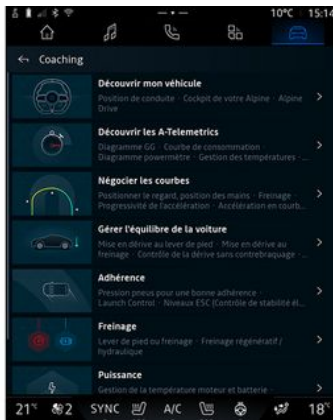 10°C 15:14
Coaching
Découvrir mon véhicule
Position de conduite · Cockpit de votre Alpine · Alpine
Drive
Découvrir les A-Telemetrics
Diagramme GG · Courbe de consommation ·
Diagramme powermètre · Gestion des températures · ...
Négocier les courbes
Positionner le regard, position des mains · Freinage ·
Progressivité de l'accélération · Accélération en courb...
Gérer l'équilibre de la voiture
Mise en dérive au lever de pied · Mise en dérive au
freinage · Contrôle de la dérive sans contrebraquage · ...
Adhérence
Pression pneus pour une bonne adhérence ·
Launch Control · Niveaux ESC (Contrôle de stabilité él...
Freinage
Lever de pied ou freinage · Freinage régénératif /
hydraulique
Puissance
Gestion de la température moteur et batterie ·
21° 2 SYNC A/C 18°